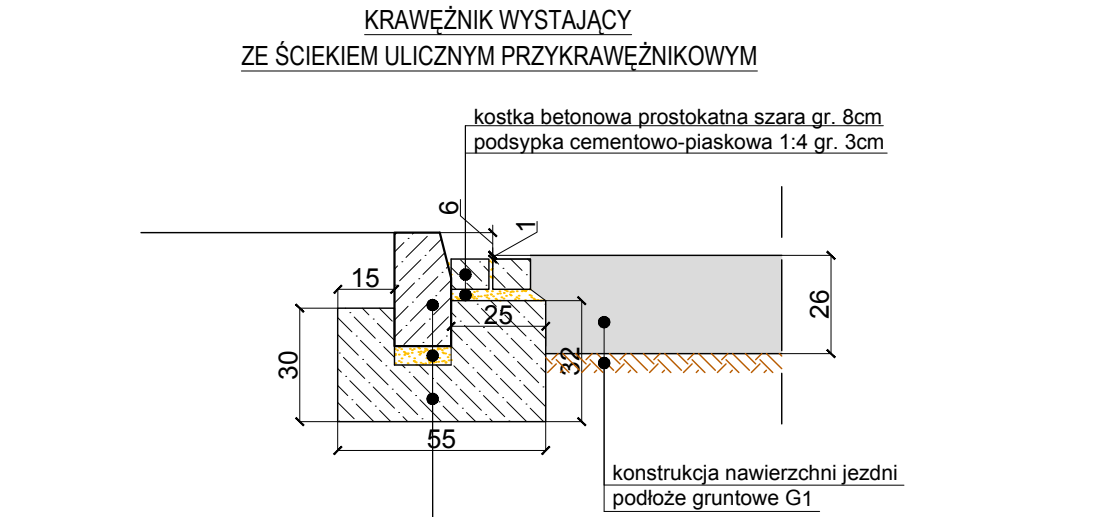 KRAWĘŻNIK WYSTAJĄCY
ZE ŚCIEKIEM ULICZNYM PRZYKRAWĘŻNIKOWYM
kostka betonowa prostokatna szara gr. 8cm
podsypka cementowo-piaskowa 1:4 gr. 3cm
6
1
15
25
26
30
32
55
konstrukcja nawierzchni jezdni
podłoże gruntowe G1